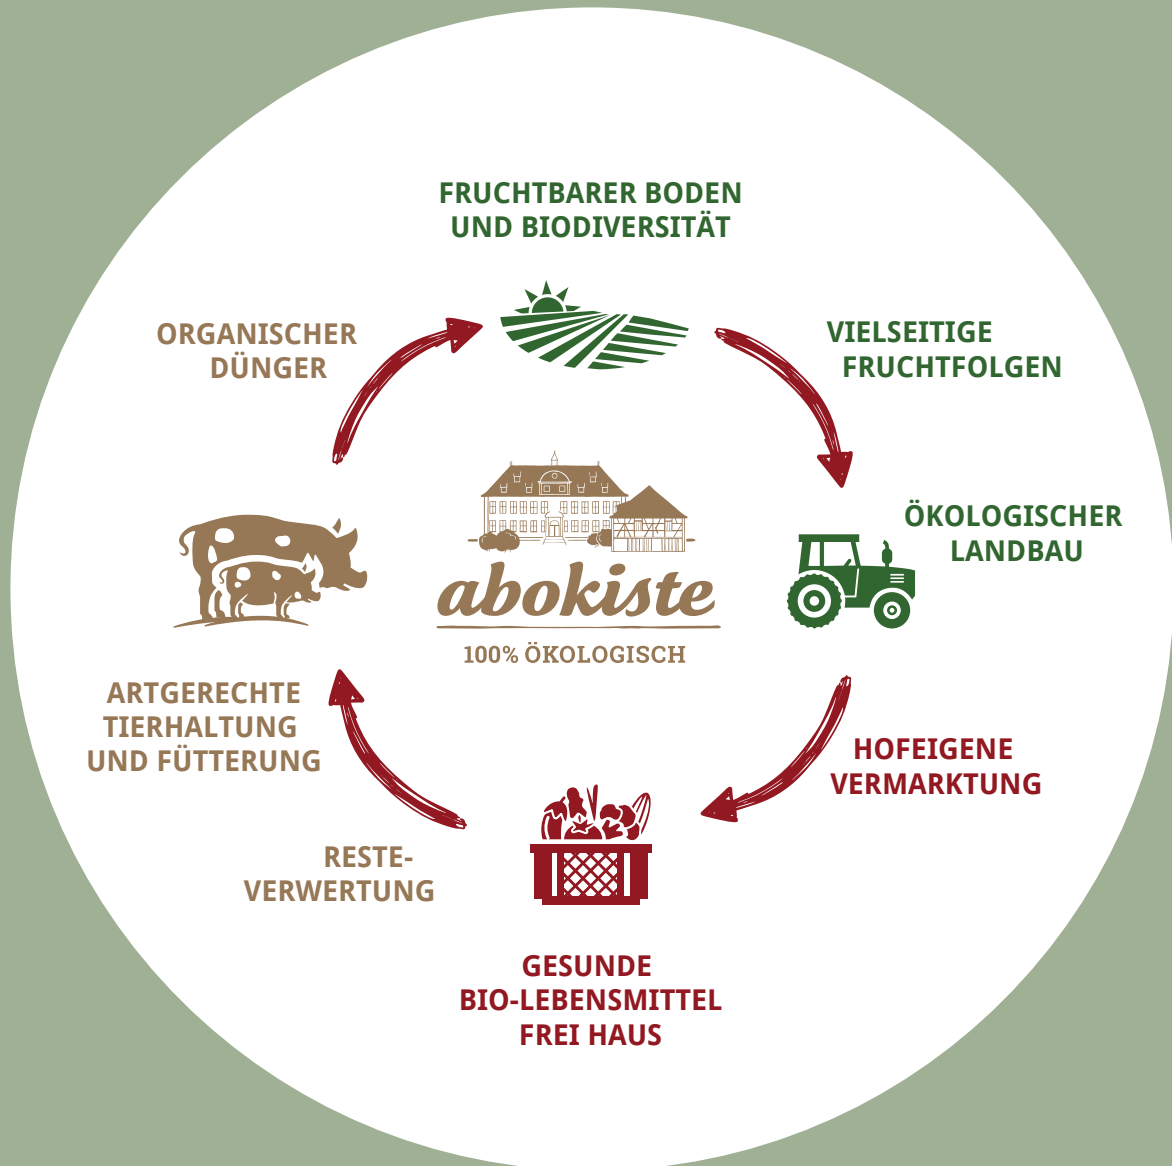 FRUCHTBARER BODEN
UND BIODIVERSITÄT
ORGANISCHER
DÜNGER
VIELSEITIGE
FRUCHTFOLGEN
ÖKOLOGISCHER
LANDBAU
abokiste
100% ÖKOLOGISCH
ARTGERECHTE
TIERHALTUNG
UND FÜTTERUNG
HOFEIGENE
VERMARKTUNG
RESTE-
VERWERTUNG
GESUNDE
BIO-LEBENSMITTEL
FREI HAUS